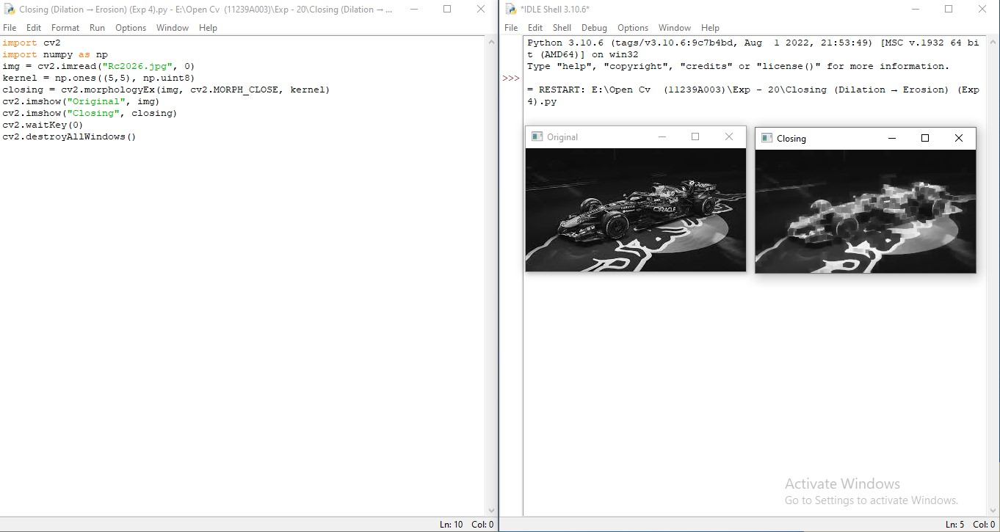 Closing (Dilation → Erosion) (Exp 4).py - E:\Open Cv  (11239A003)\Exp - 20\Closing (Dilation → ...
File Edit Format Run Options Window Help
import cv2
import numpy as np
img = cv2.imread("Rc2026.jpg", 0)
kernel = np.ones((5,5), np.uint8)
closing = cv2.morphologyEx(img, cv2.MORPH_CLOSE, kernel)
cv2.imshow("Original", img)
cv2.imshow("Closing", closing)
cv2.waitKey(0)
cv2.destroyAllWindows()
Ln: 10 Col: 0
*IDLE Shell 3.10.6*
File Edit Shell Debug Options Window Help
Python 3.10.6 (tags/v3.10.6:9c7b4bd, Aug  1 2022, 21:53:49) [MSC v.1932 64 bi
t (AMD64)] on win32
Type "help", "copyright", "credits" or "license()" for more information.
>>>
= RESTART: E:\Open Cv  (11239A003)\Exp - 20\Closing (Dilation → Erosion) (Exp
4).py
Original
ORACLE
Closing
Activate Windows
Go to Settings to activate Windows.
Ln: 5 Col: 0